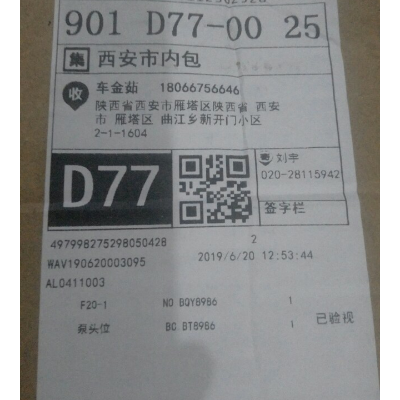 901 D77-00 25
集 西安市内包
收 车金茹 18066756646
陕西省西安市雁塔区陕西省 西安
市 雁塔区 曲江乡新开门小区
2-1-1604
D77
寄 刘宇
020-28115942
签字栏
497998275298050428 2
WAV190620003095 2019/6/20 12:53:44
AL0411003
F20-1 NO.BQY8986 1
泵头位 BC.BT8986 1 已验视